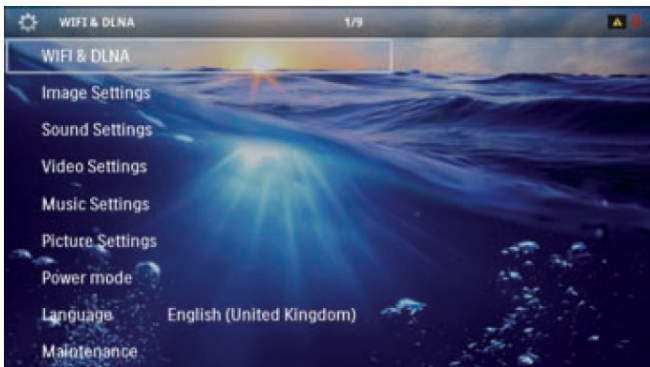 WIFI & DLNA 1/9
WIFI & DLNA
Image Settings
Sound Settings
Video Settings
Music Settings
Picture Settings
Power mode
Language English (United Kingdom)
Maintenance